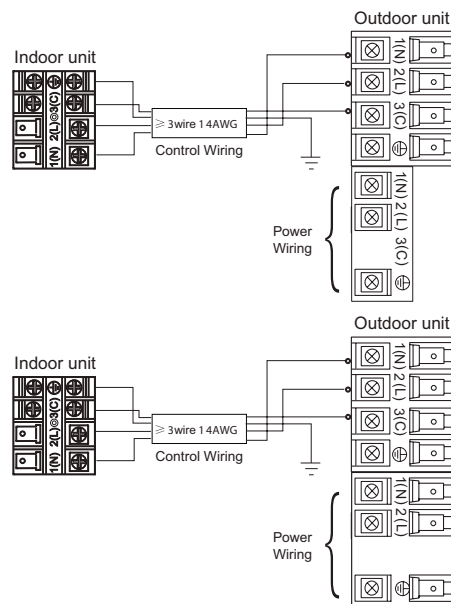 Outdoor unit
Indoor unit
1(N) 2(L) 3(C)
1(N) 2(L) 3(C)
≥ 3wire 14AWG
Control Wiring
1(N) 2(L) 3(C)
Power
Wiring
Outdoor unit
Indoor unit
1(N) 2(L) 3(C)
1(N) 2(L) 3(C)
≥ 3wire 14AWG
Control Wiring
1(N) 2(L)
Power
Wiring